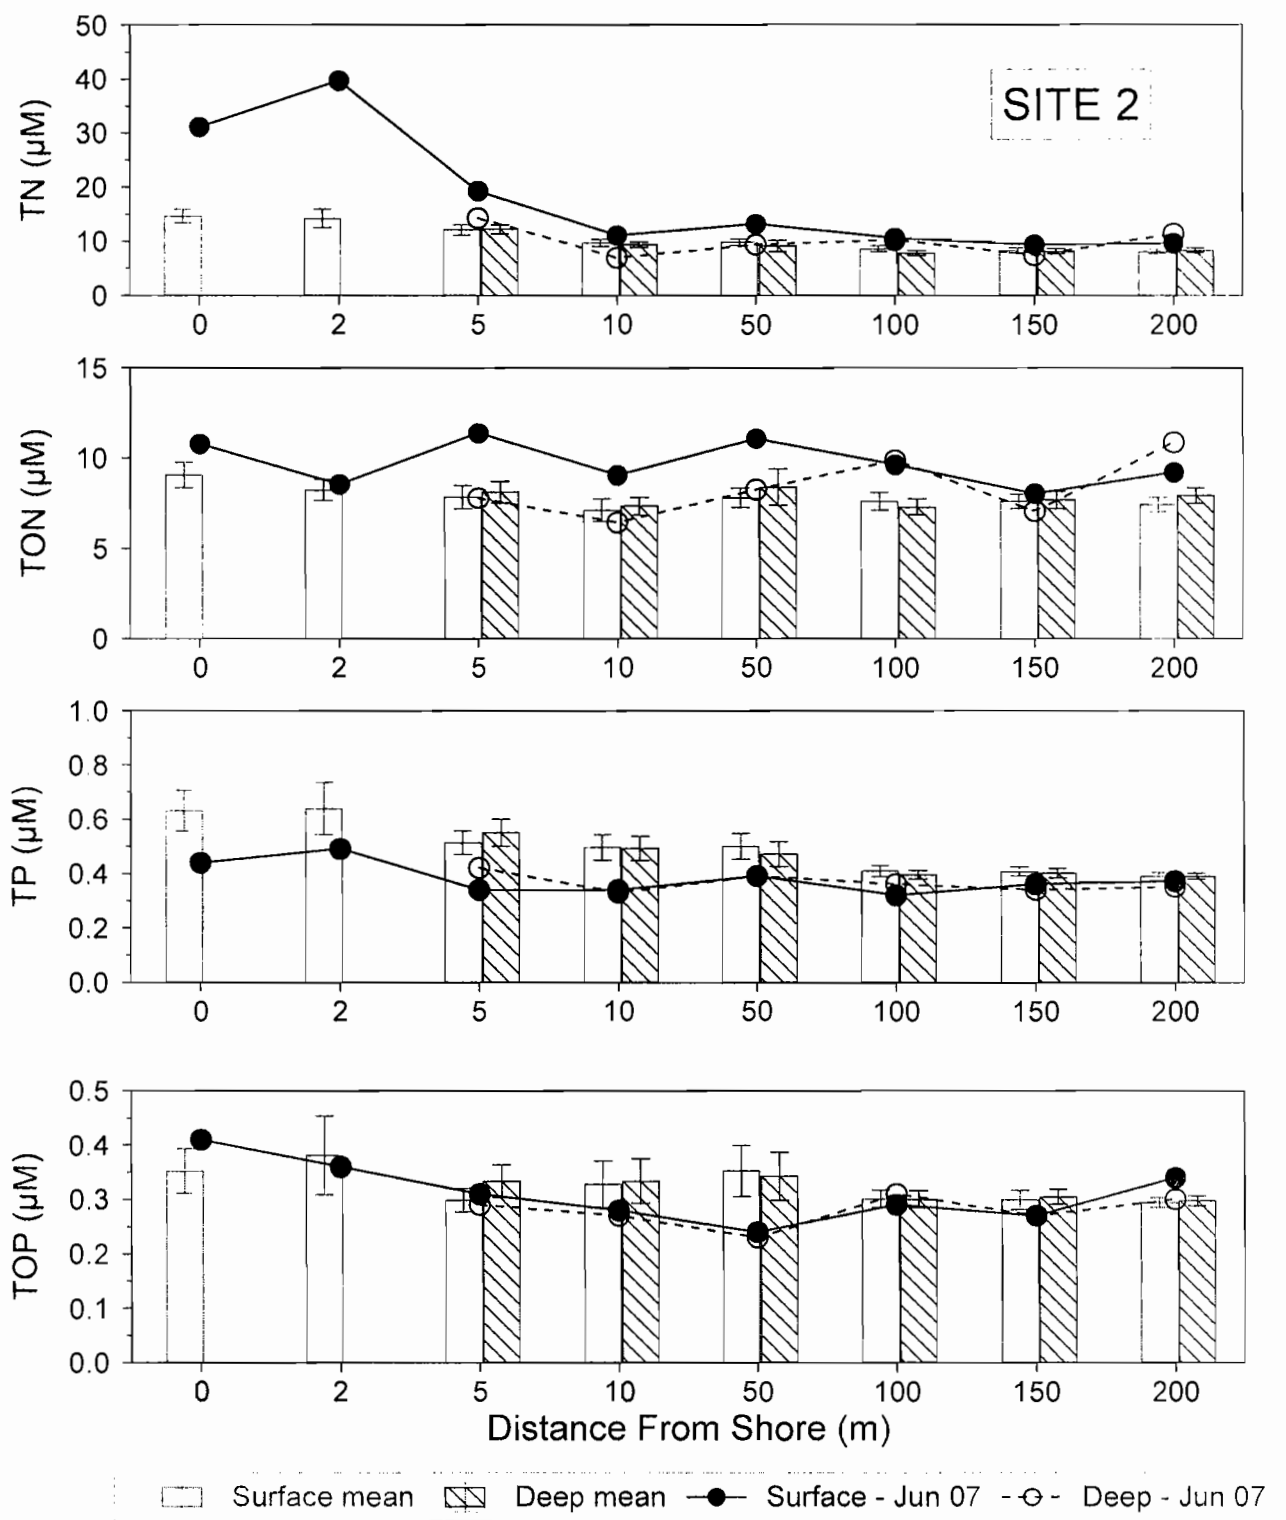 SITE 2
TN (µM)
50
40
30
20
10
0
0 2 5 10 50 100 150 200
TON (µM)
15
10
5
0
0 2 5 10 50 100 150 200
TP (µM)
1.0
0.8
0.6
0.4
0.2
0.0
0 2 5 10 50 100 150 200
TOP (µM)
0.5
0.4
0.3
0.2
0.1
0.0
0 2 5 10 50 100 150 200
Distance From Shore (m)
Surface mean Deep mean Surface - Jun 07 Deep - Jun 07